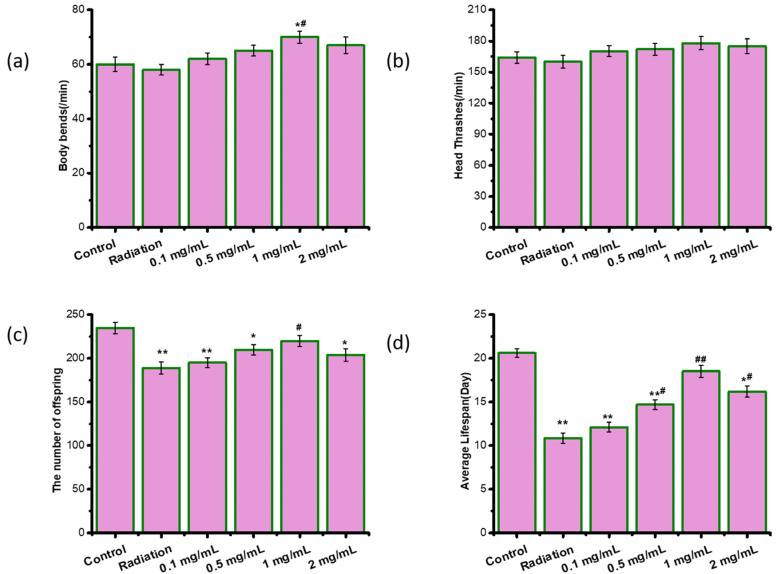 (a)
Body bends(/min)
80
60
40
20
0
*#
Control
Radiation
0.1 mg/mL
0.5 mg/mL
1 mg/mL
2 mg/mL
(b)
Head Thrashes(/min)
210
180
150
120
90
60
30
0
Control
Radiation
0.1 mg/mL
0.5 mg/mL
1 mg/mL
2 mg/mL
(c)
The number of offspring
250
200
150
100
50
0
**
**
*
#
*
Control
Radiation
0.1 mg/mL
0.5 mg/mL
1 mg/mL
2 mg/mL
(d)
Average Lifespan(Day)
25
20
15
10
5
0
**
**
**#
##
*#
Control
Radiation
0.1 mg/mL
0.5 mg/mL
1 mg/mL
2 mg/mL